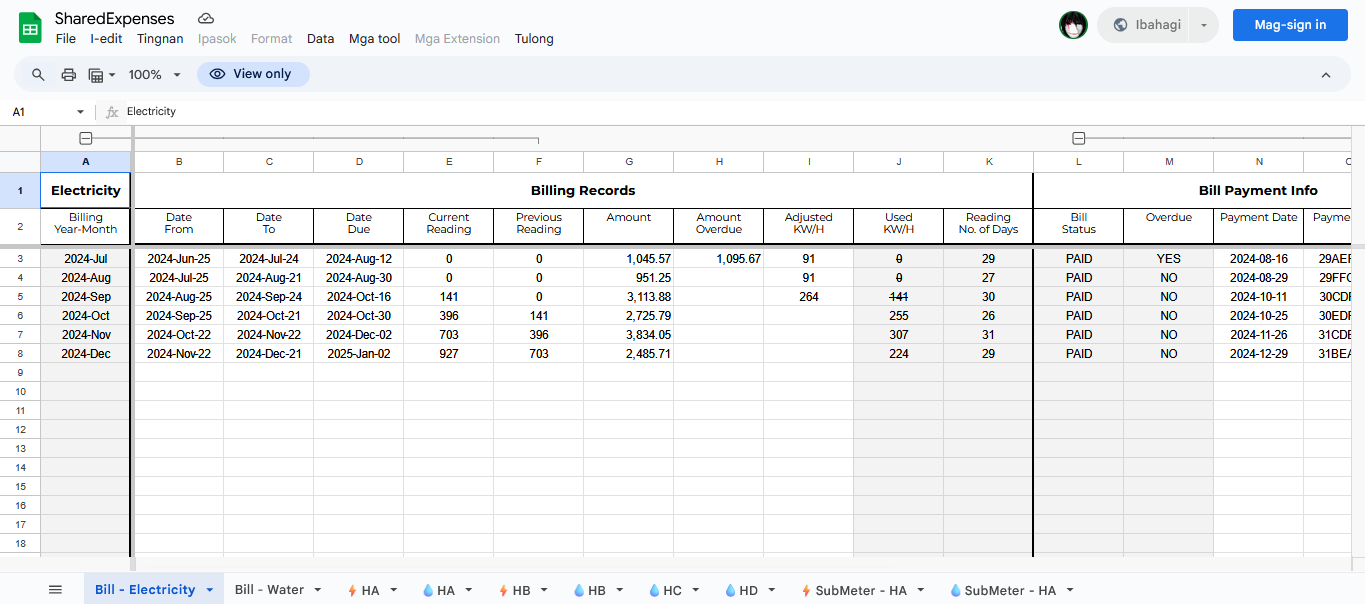 SharedExpenses
File I-edit Tingnan Ipasok Format Data Mga tool Mga Extension Tulong
Ibahagi
Mag-sign in
100% View only
A1 fx Electricity
A B C D E F G H I J K L M N
1 Electricity Billing Records Bill Payment Info
2 Billing Year-Month Date From Date To Date Due Current Reading Previous Reading Amount Amount Overdue Adjusted KW/H Used KW/H Reading No. of Days Bill Status Overdue Payment Date
3 2024-Jul 2024-Jun-25 2024-Jul-24 2024-Aug-12 0 0 1,045.57 1,095.67 91 0 29 PAID YES 2024-08-16
4 2024-Aug 2024-Jul-25 2024-Aug-21 2024-Aug-30 0 0 951.25 91 0 27 PAID NO 2024-08-29
5 2024-Sep 2024-Aug-25 2024-Sep-24 2024-Oct-16 141 0 3,113.88 264 141 30 PAID NO 2024-10-11
6 2024-Oct 2024-Sep-25 2024-Oct-21 2024-Oct-30 396 141 2,725.79 255 26 PAID NO 2024-10-25
7 2024-Nov 2024-Oct-22 2024-Nov-22 2024-Dec-02 703 396 3,834.05 307 31 PAID NO 2024-11-26
8 2024-Dec 2024-Nov-22 2024-Dec-21 2025-Jan-02 927 703 2,485.71 224 29 PAID NO 2024-12-29
9
10
11
12
13
14
15
16
17
18
Bill - Electricity Bill - Water HA HA HB HB HC HD SubMeter - HA SubMeter - HA